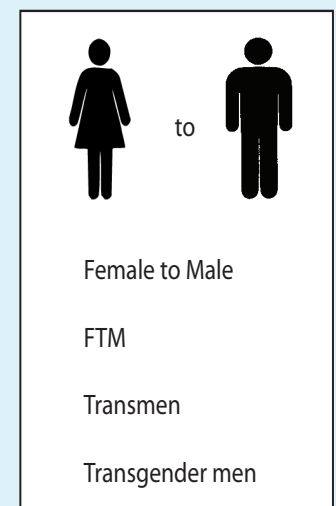 to
Female to Male
FTM
Transmen
Transgender men